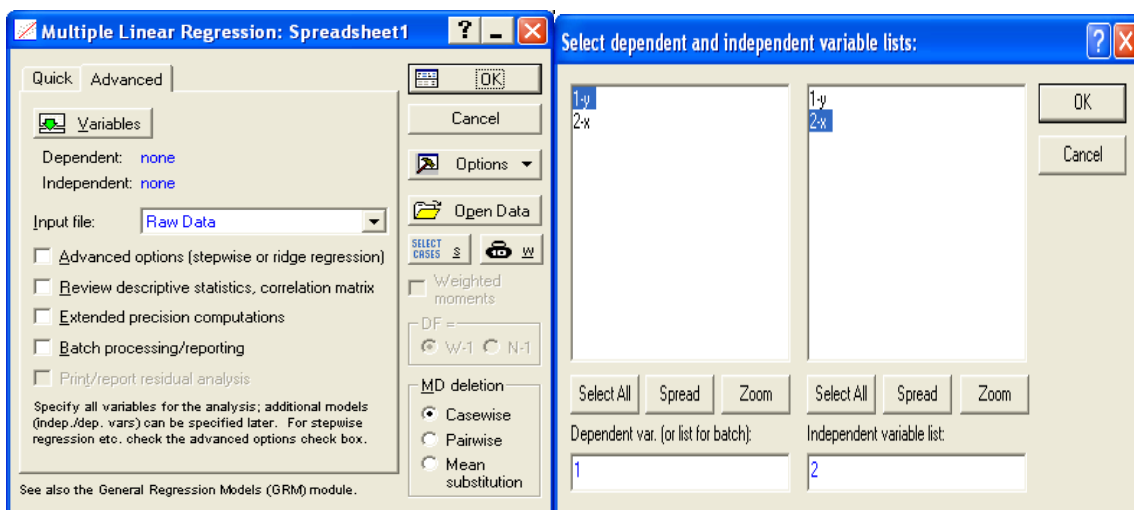 Multiple Linear Regression: Spreadsheet1
?
Quick Advanced
Variables
Dependent: none
Independent: none
Input file: Raw Data
Advanced options (stepwise or ridge regression)
Review descriptive statistics, correlation matrix
Extended precision computations
Batch processing/reporting
Print/report residual analysis
Specify all variables for the analysis; additional models
(indep./dep. vars) can be specified later. For stepwise
regression etc. check the advanced options check box.
See also the General Regression Models (GRM) module.
OK
Cancel
Options
Open Data
SELECT
CASES S W
Weighted
moments
DF =
W-1 N-1
MD deletion
Casewise
Pairwise
Mean
substitution
Select dependent and independent variable lists:
?
1-y
2-x
Select All Spread Zoom
Dependent var. (or list for batch):
1
1-y
2-x
Select All Spread Zoom
Independent variable list:
2
OK
Cancel